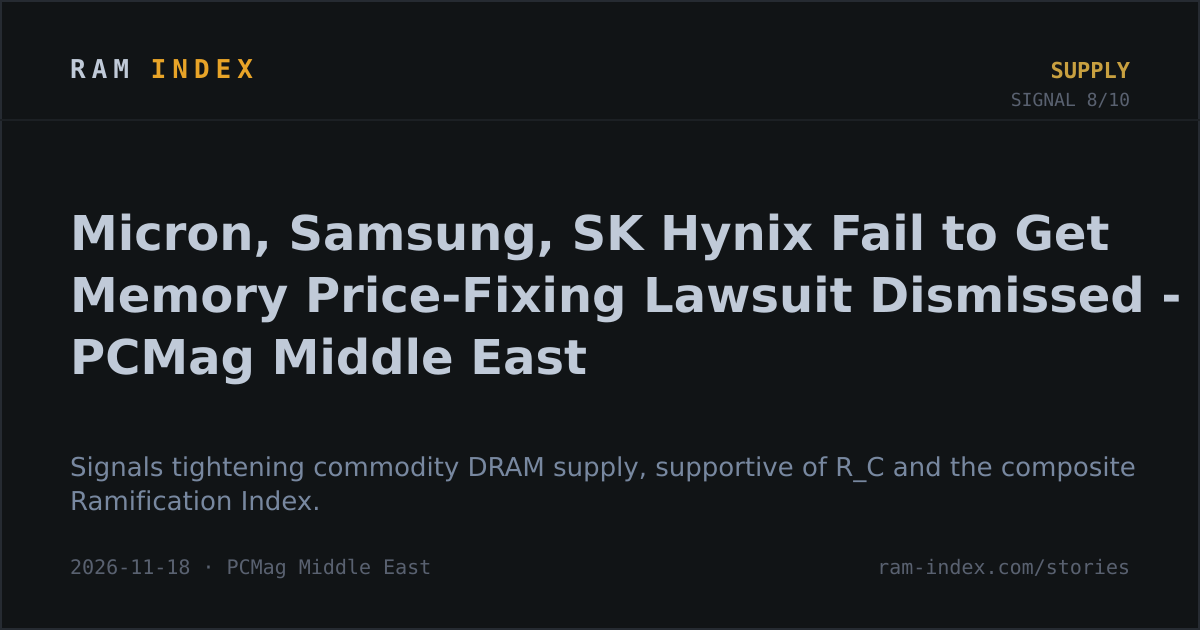 RAM INDEX
SUPPLY
SIGNAL 8/10
Micron, Samsung, SK Hynix Fail to Get
Memory Price-Fixing Lawsuit Dismissed -
PCMag Middle East
Signals tightening commodity DRAM supply, supportive of R_C and the composite
Ramification Index.
2026-11-18 · PCMag Middle East
ram-index.com/stories